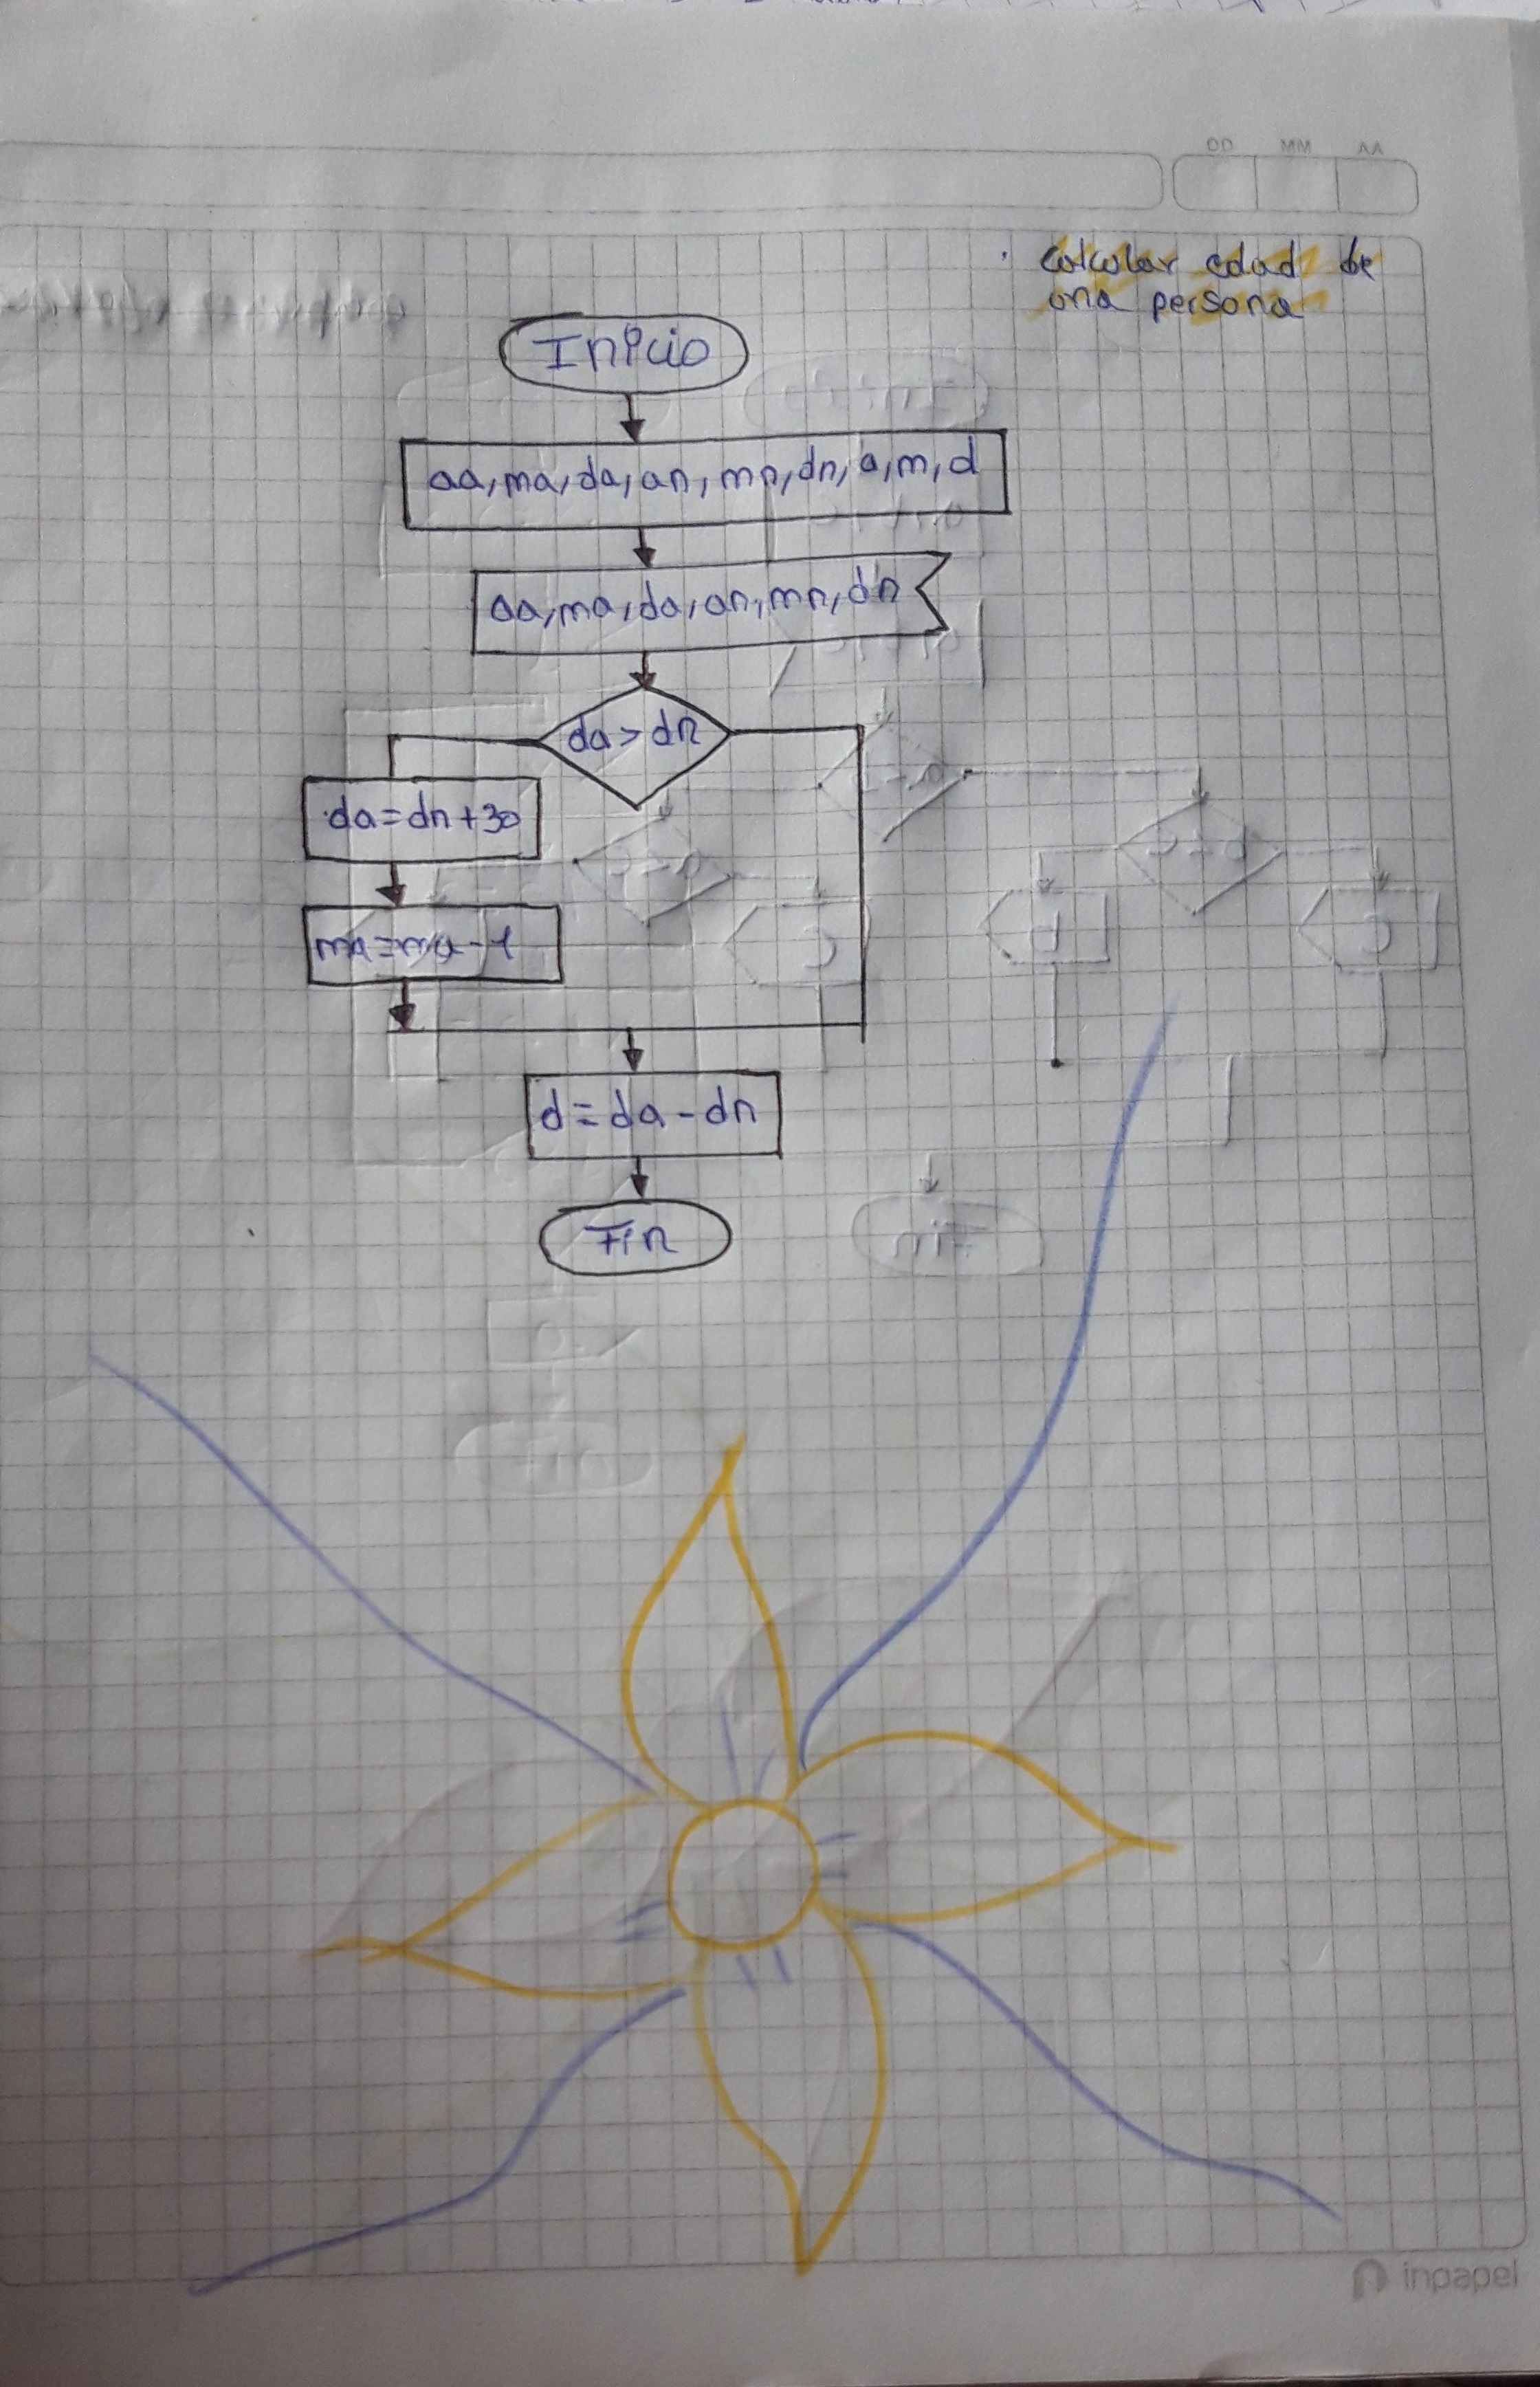 DD MM AA
calcular edad de
una persona
Inicio
aa, ma, da, an, mn, dn, a, m, d
aa, ma, da, an, mn, dn
da > dn
da = dn + 30
ma = ma - 1
d = da - dn
Fin
inpapel